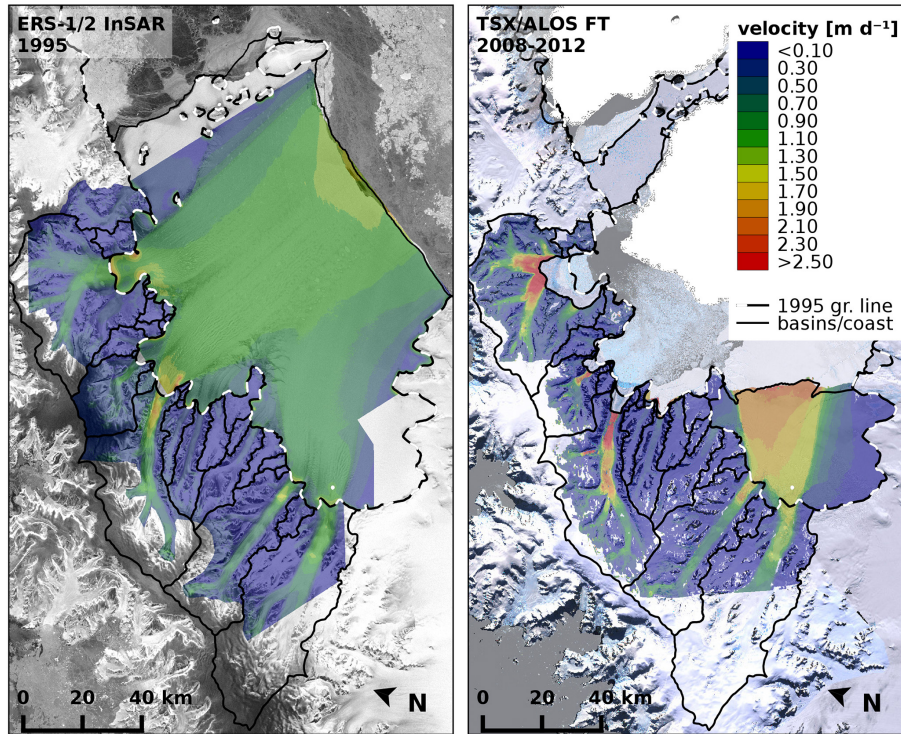 ERS-1/2 InSAR
1995
0 20 40 km
N
TSX/ALOS FT
2008-2012
velocity [m d⁻¹]
<0.10
0.30
0.50
0.70
0.90
1.10
1.30
1.50
1.70
1.90
2.10
2.30
>2.50
1995 gr. line
basins/coast
0 20 40 km
N